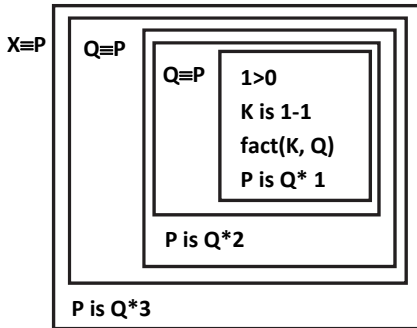 X≡P
Q≡P
Q≡P
1>0
K is 1-1
fact(K, Q)
P is Q* 1
P is Q*2
P is Q*3